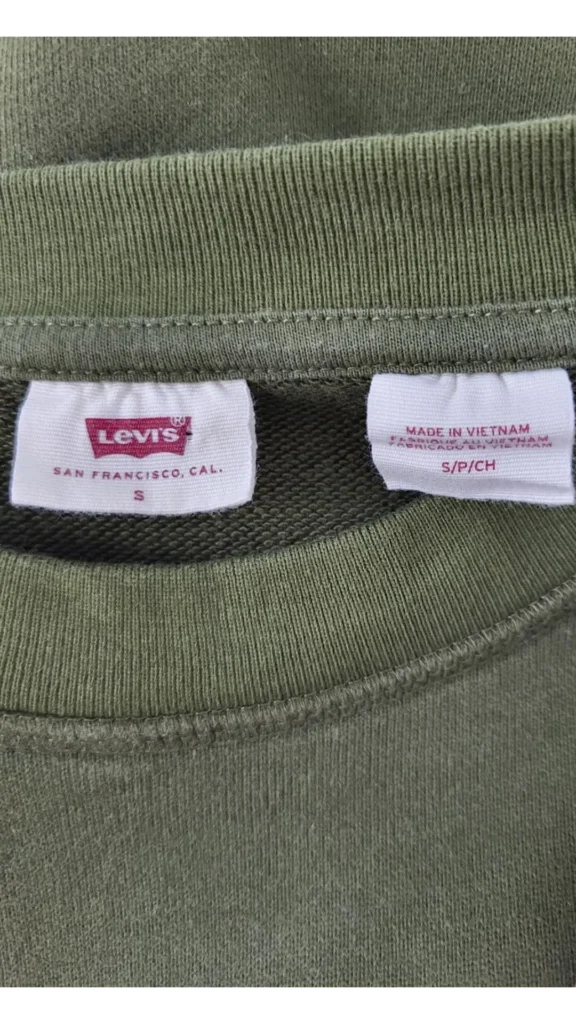 LEVI'S®
SAN FRANCISCO, CAL.
S
MADE IN VIETNAM
FABRIQUÉ AU VIETNAM
FABRICADO EN VIETNAM
S/P/CH